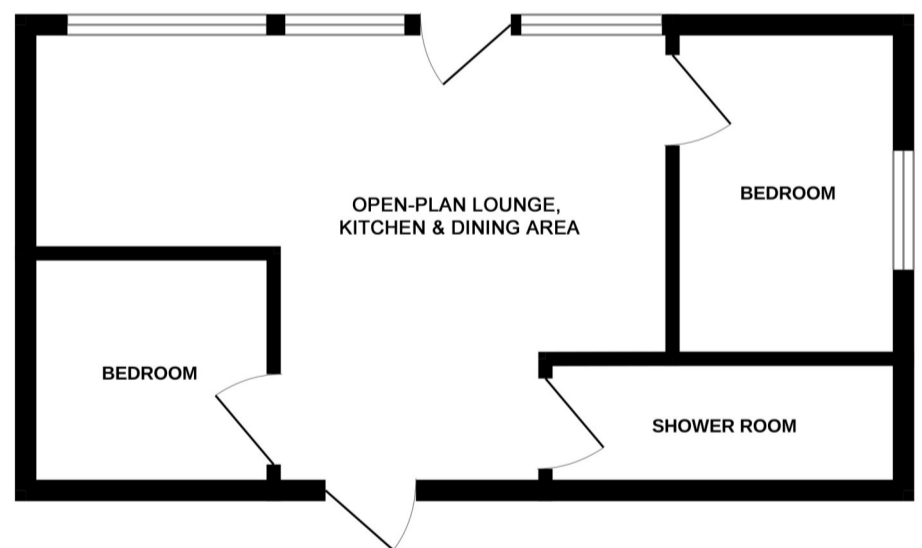 OPEN-PLAN LOUNGE,
KITCHEN & DINING AREA
BEDROOM
BEDROOM
SHOWER ROOM